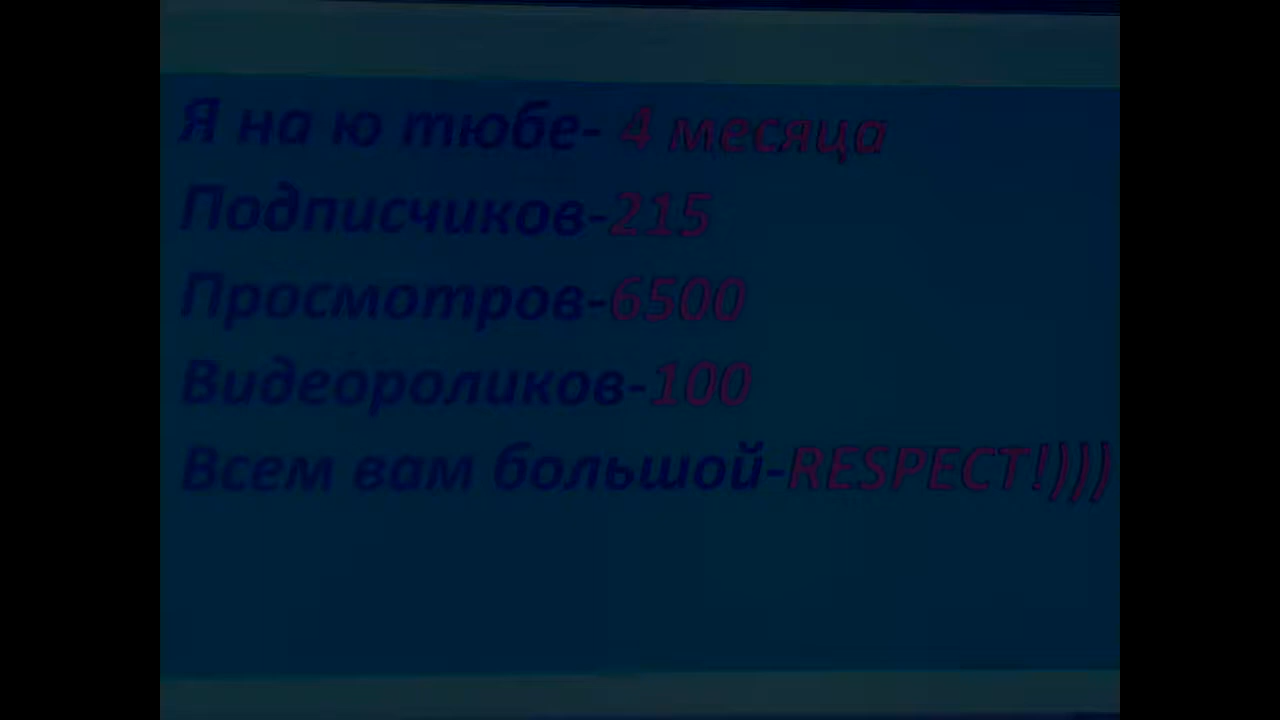 Я на ю тюбе- 4 месяца
Подписчиков-215
Просмотров-6500
Видеороликов-100
Всем вам большой-RESPECT!)))